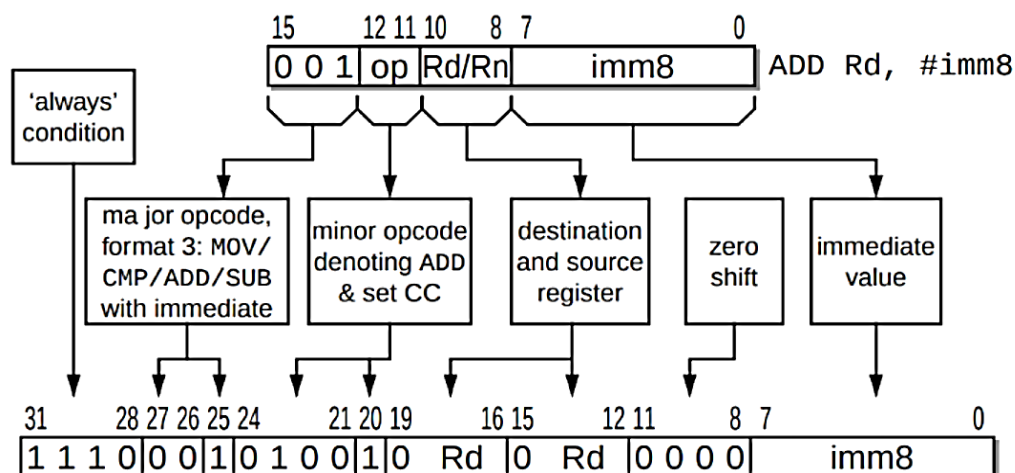 15 12 11 10 8 7 0
0 0 1 op Rd/Rn imm8 ADD Rd, #imm8
'always'
condition
ma jor opcode,
format 3: MOV/
CMP/ADD/SUB
with immediate
minor opcode
denoting ADD
& set CC
destination
and source
register
zero
shift
immediate
value
31 28 27 26 25 24 21 20 19 16 15 12 11 8 7 0
1 1 1 0 0 0 1 0 1 0 0 1 0 Rd 0 Rd 0 0 0 0 imm8